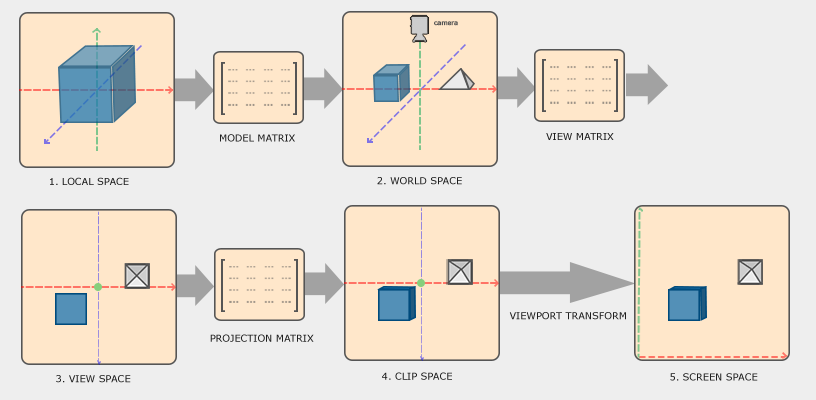 camera
MODEL MATRIX
VIEW MATRIX
1. LOCAL SPACE
2. WORLD SPACE
VIEWPORT TRANSFORM
PROJECTION MATRIX
3. VIEW SPACE
4. CLIP SPACE
5. SCREEN SPACE